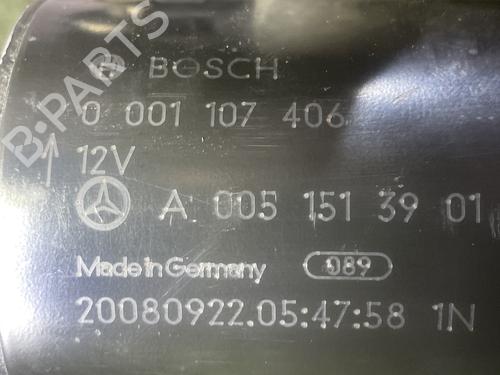 B-PARTS
BOSCH
0 001 107 406
12V
A 005 151 39 01
Made in Germany 089
20080922.05:47:58 1N